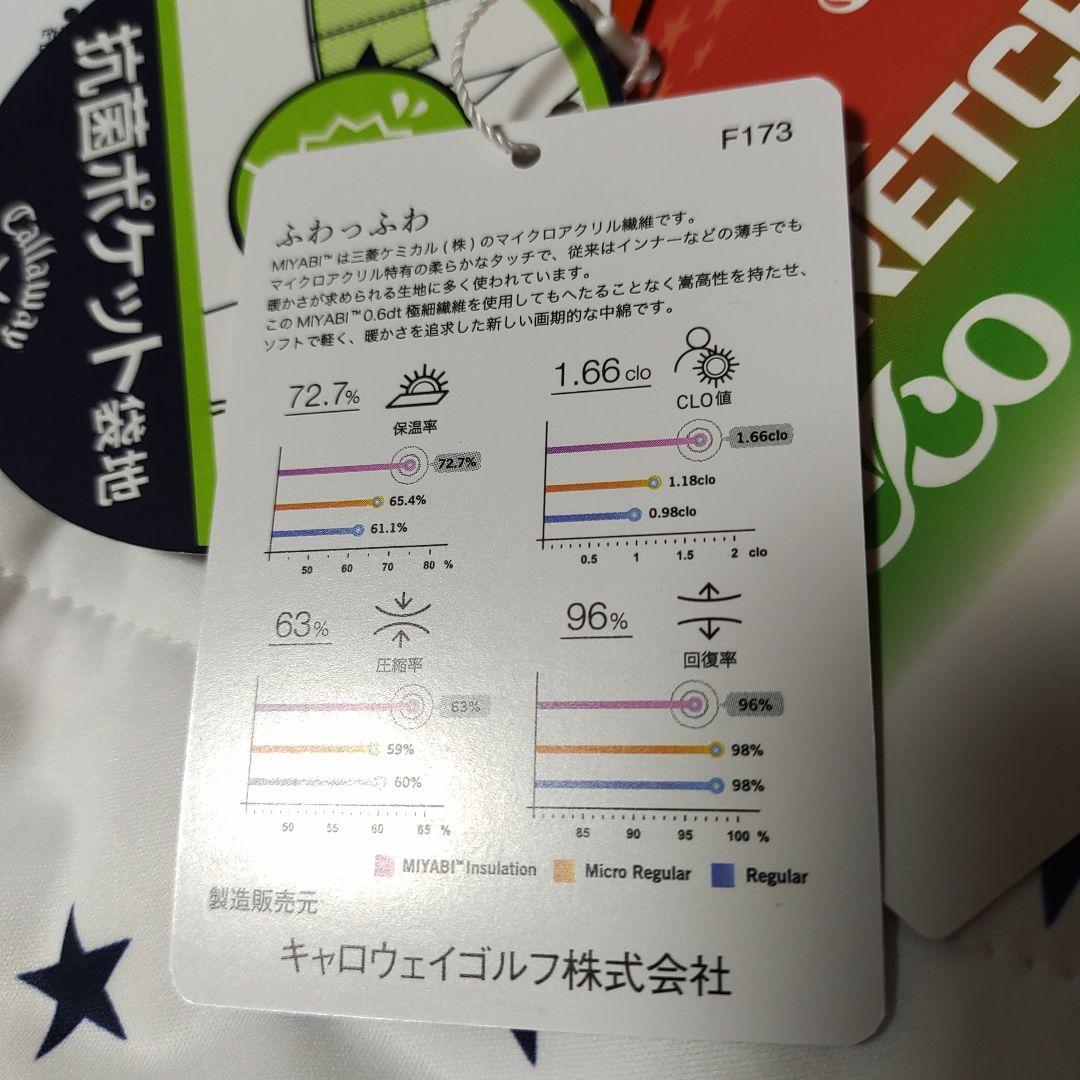 抗菌ポケット袋地
Callaway
RETCH
co
F173
ふわっふわ
MIYABI™は三菱ケミカル(株)のマイクロアクリル繊維です。
マイクロアクリル特有の柔らかなタッチで、従来はインナーなどの薄手でも
暖かさが求められる生地に多く使われています。
このMIYABI™0.6dt 極細繊維を使用してもへたることなく嵩高性を持たせ、
ソフトで軽く、暖かさを追求した新しい画期的な中綿です。
72.7%
保温率
72.7%
65.4%
61.1%
50 60 70 80 %
1.66 clo
CLO値
1.66clo
1.18clo
0.98clo
0.5 1 1.5 2 clo
63%
圧縮率
63%
59%
60%
50 55 60 65 %
96%
回復率
96%
98%
98%
85 90 95 100 %
MIYABI™Insulation Micro Regular Regular
製造販売元
キャロウェイゴルフ株式会社